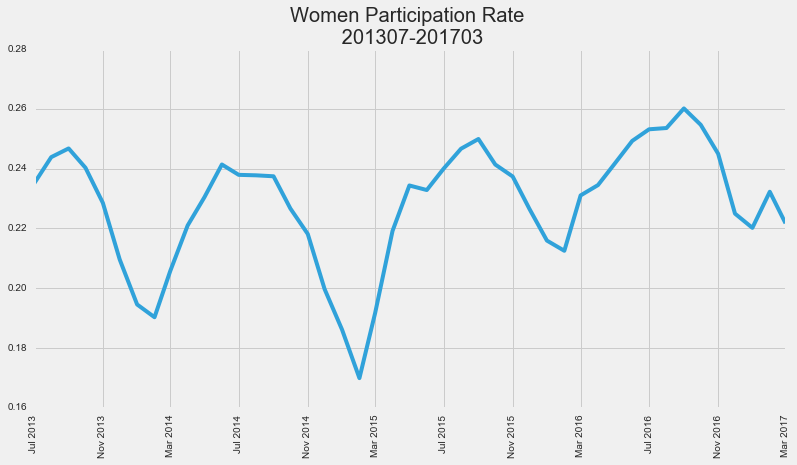 Women Participation Rate
201307-201703
0.28
0.26
0.24
0.22
0.20
0.18
0.16
Jul 2013
Nov 2013
Mar 2014
Jul 2014
Nov 2014
Mar 2015
Jul 2015
Nov 2015
Mar 2016
Jul 2016
Nov 2016
Mar 2017